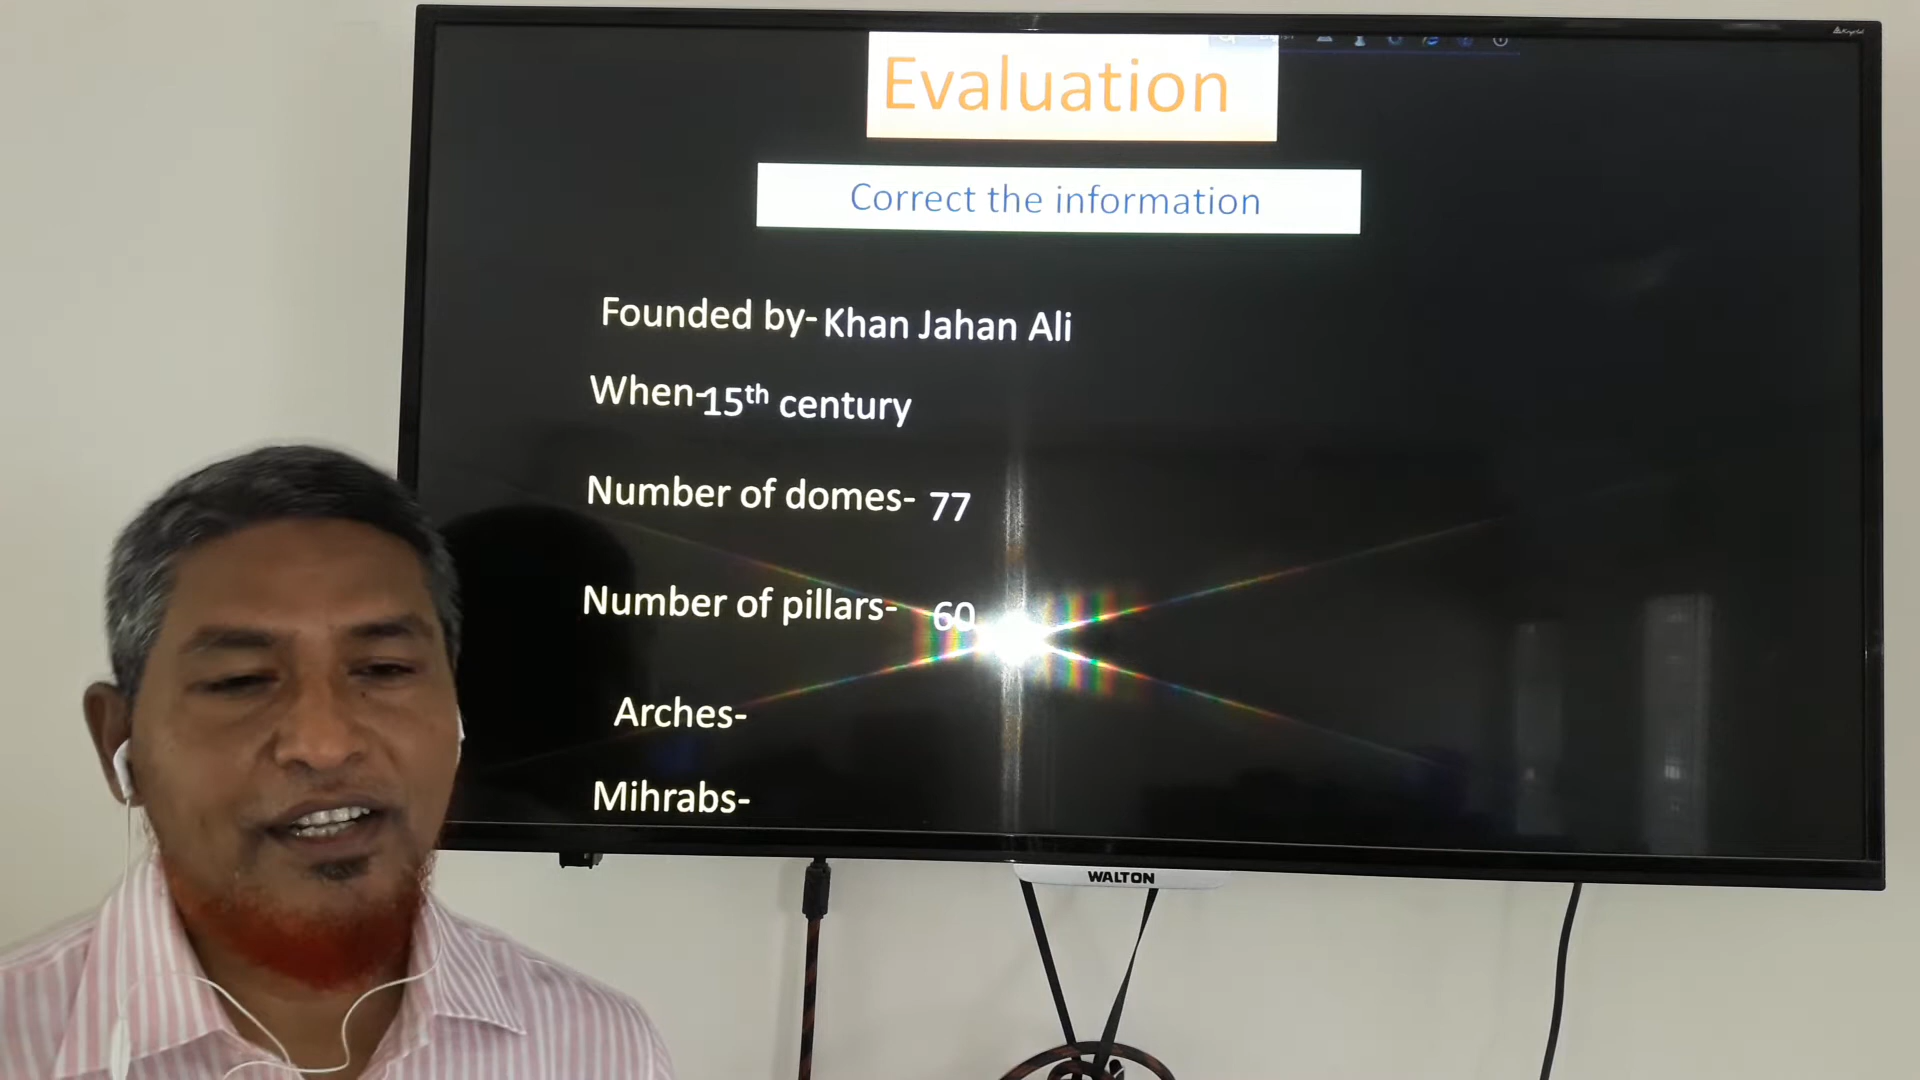 Evaluation
Correct the information
Founded by- Khan Jahan Ali
When-15th century
Number of domes- 77
Number of pillars- 60
Arches-
Mihrabs-
WALTON